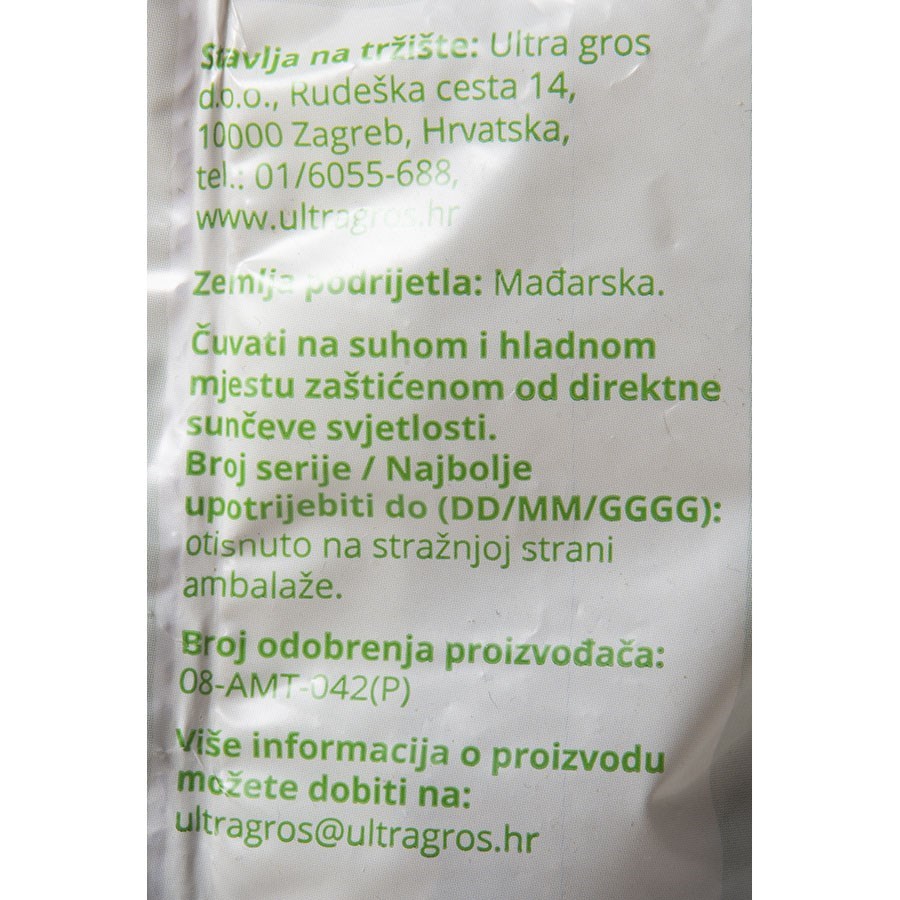 Stavlja na tržište: Ultra gros
d.o.o., Rudeška cesta 14,
10000 Zagreb, Hrvatska,
tel.: 01/6055-688,
www.ultragros.hr
Zemlja podrijetla: Mađarska.
Čuvati na suhom i hladnom
mjestu zaštićenom od direktne
sunčeve svjetlosti.
Broj serije / Najbolje
upotrijebiti do (DD/MM/GGGG):
otisnuto na stražnjoj strani
ambalaže.
Broj odobrenja proizvođača:
08-AMT-042(P)
Više informacija o proizvodu
možete dobiti na:
ultragros@ultragros.hr